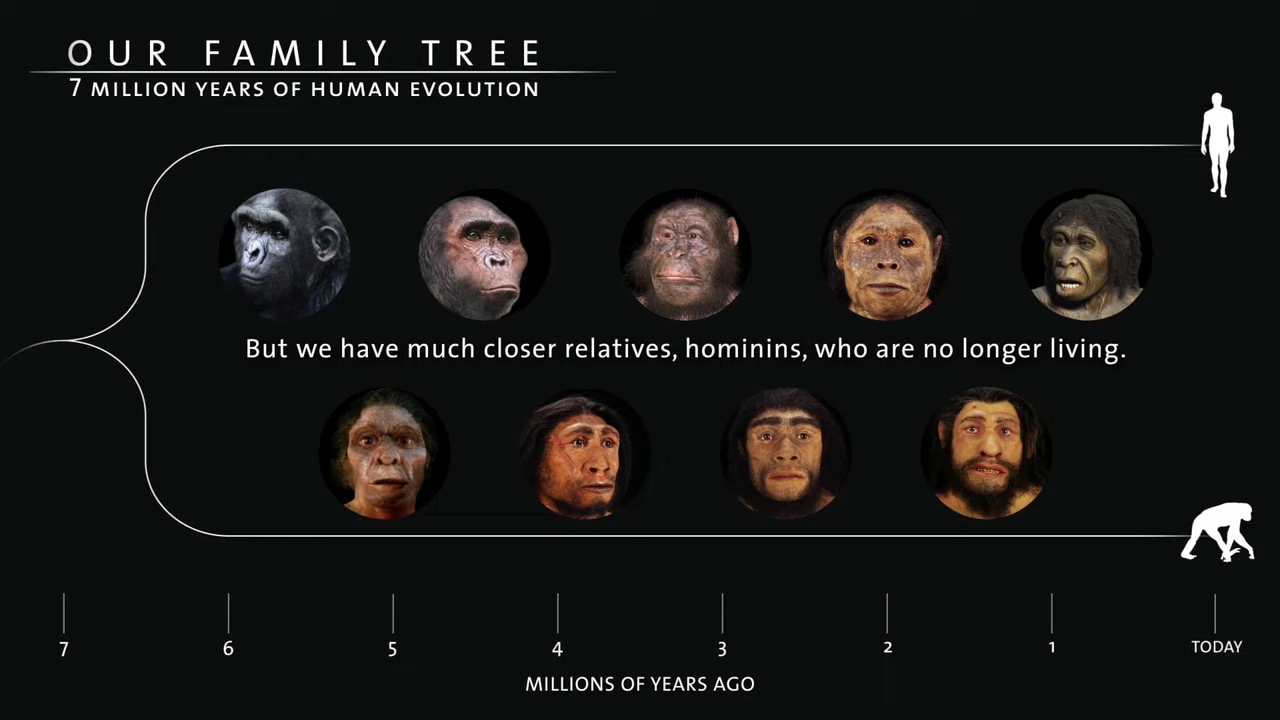 OUR FAMILY TREE
7 MILLION YEARS OF HUMAN EVOLUTION
But we have much closer relatives, hominins, who are no longer living.
7 6 5 4 3 2 1 TODAY
MILLIONS OF YEARS AGO